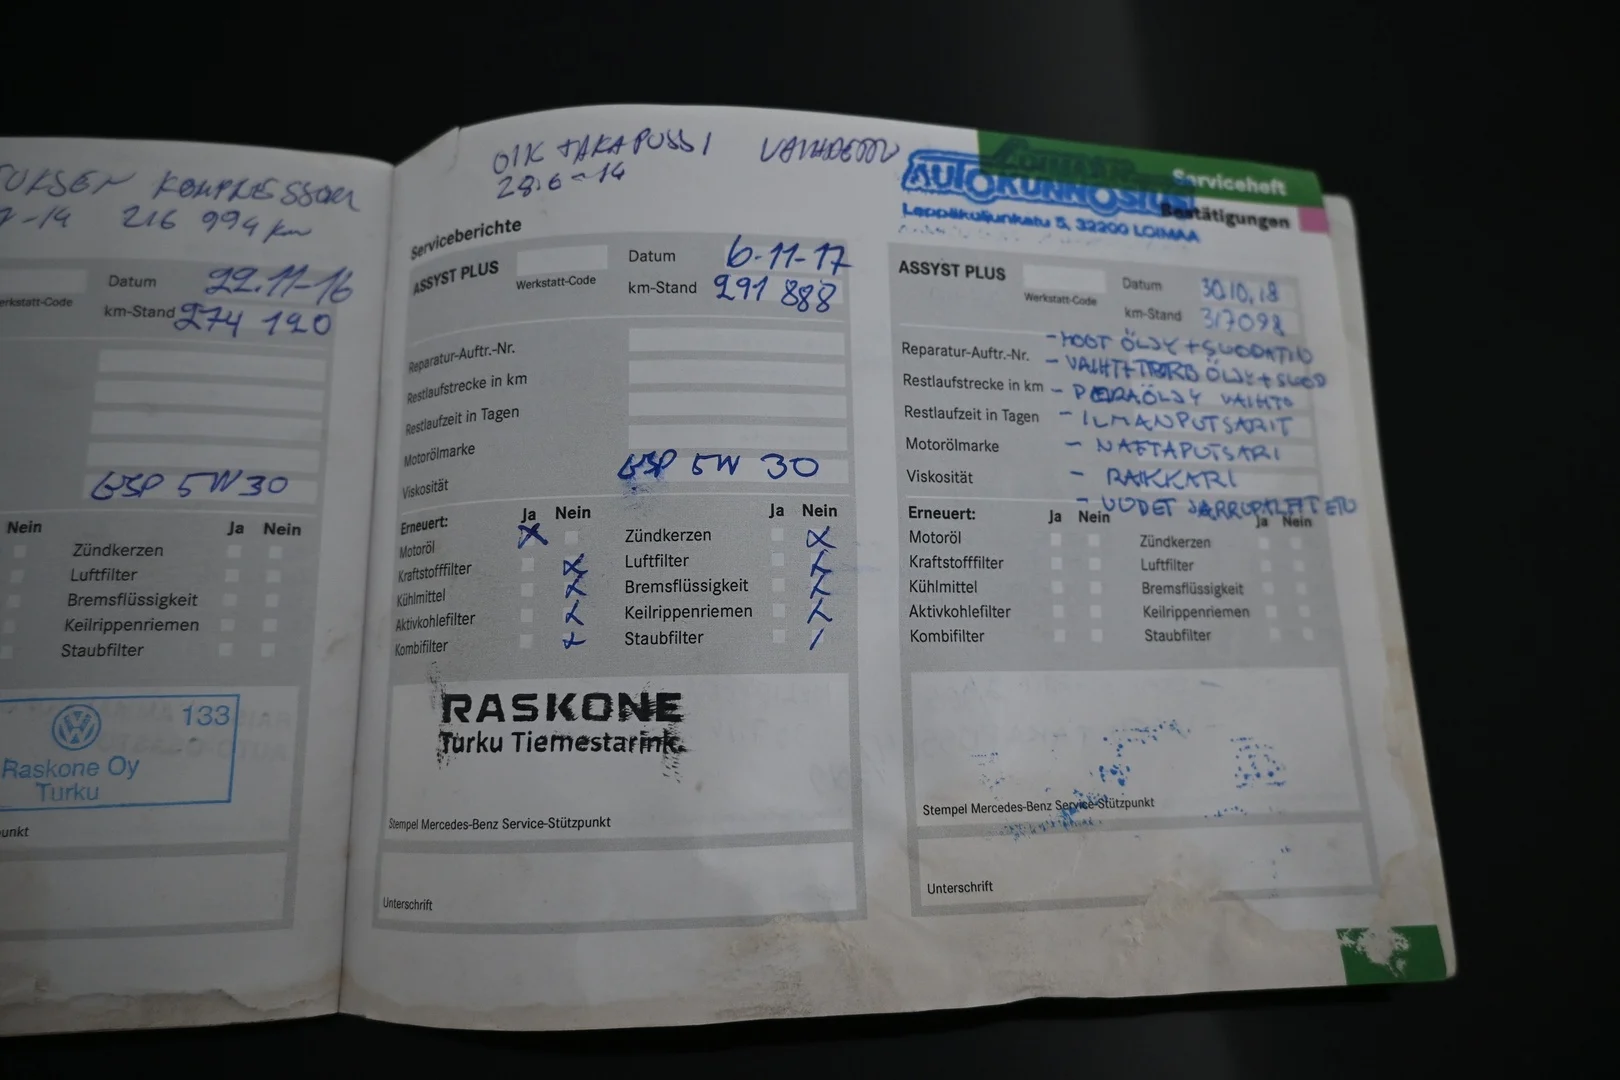 KOMPRESSORI
-14 216 994 km
Datum 22.11-16
Werkstatt-Code
km-Stand 274 120
ESP 5W30
Nein Ja Nein
Zündkerzen
Luftfilter
Bremsflüssigkeit
Keilrippenriemen
Staubfilter
133
Raskone Oy
Turku
OIK TAKAPUSSI VAIHDETTU
28.6-14
Serviceberichte
ASSYST PLUS
Werkstatt-Code
Datum 6-11-17
km-Stand 291 888
Reparatur-Auftr.-Nr.
Restlaufstrecke in km
Restlaufzeit in Tagen
Motorölmarke
Viskosität ESP 5W 30
Erneuert: Ja Nein Ja Nein
Motoröl Zündkerzen
Kraftstofffilter Luftfilter
Kühlmittel Bremsflüssigkeit
Aktivkohlefilter Keilrippenriemen
Kombifilter Staubfilter
RASKONE
Turku Tiemestarink.
Stempel Mercedes-Benz Service-Stützpunkt
Unterschrift
Serviceheft
Bestätigungen
AUTOKUNNOSTUS
Leppäkuljunkatu 5, 32200 LOIMAA
ASSYST PLUS
Werkstatt-Code
Datum 30.10.18
km-Stand 317098
- MOOT ÖLJY + SUODATIN
Reparatur-Auftr.-Nr.
- ÖLJY + SUOD
Restlaufstrecke in km
- PERÄÖLJY VAIHTO
Restlaufzeit in Tagen
- ILMANPUTSARIT
Motorölmarke
- NAFTAPUTSARI
Viskosität
- RAIKKARI
- UUDET JARRUPALAT ETU
Erneuert: Ja Nein Ja Nein
Motoröl Zündkerzen
Kraftstofffilter Luftfilter
Kühlmittel Bremsflüssigkeit
Aktivkohlefilter Keilrippenriemen
Kombifilter Staubfilter
Stempel Mercedes-Benz Service-Stützpunkt
Unterschrift